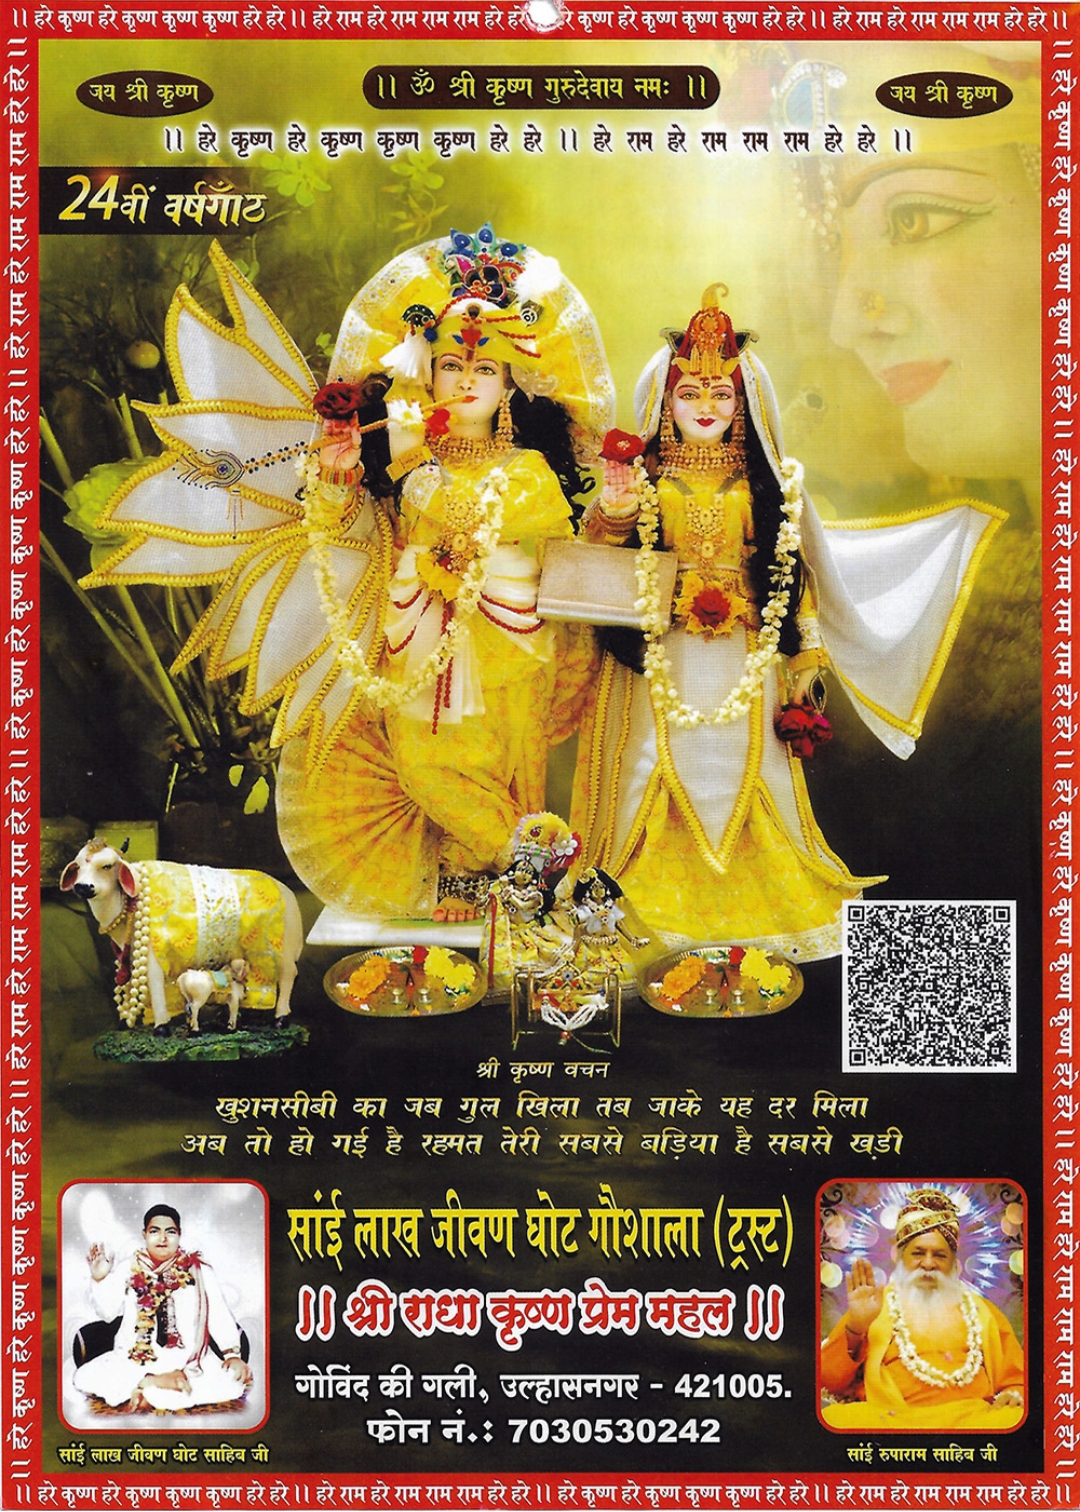 || हरे कृष्ण हरे कृष्ण कृष्ण कृष्ण हरे हरे || हरे राम हरे राम राम राम हरे हरे || हरे कृष्ण हरे कृष्ण कृष्ण कृष्ण हरे हरे || हरे राम हरे राम राम राम हरे हरे ||
जय श्री कृष्ण
|| ॐ श्री कृष्ण गुरुदेवाय नमः ||
जय श्री कृष्ण
|| हरे कृष्ण हरे कृष्ण कृष्ण कृष्ण हरे हरे || हरे राम हरे राम राम राम हरे हरे ||
24वीं वर्षगाँठ
श्री कृष्ण वचन
खुशनसीबी का जब गुल खिला तब जाके यह दर मिला
अब तो हो गई है रहमत तेरी सबसे बड़िया है सबसे खड़ी
सांई लाख जीवण घोट गौशाला (ट्रस्ट)
|| श्री राधा कृष्ण प्रेम महल ||
गोविंद की गली, उल्हासनगर - 421005.
फोन नं.: 7030530242
सांई लाख जीवण घोट साहिब जी
सांई रुपाराम साहिब जी
|| हरे कृष्ण हरे कृष्ण कृष्ण कृष्ण हरे हरे || हरे राम हरे राम राम राम हरे हरे || हरे कृष्ण हरे कृष्ण कृष्ण कृष्ण हरे हरे || हरे राम हरे राम राम राम हरे हरे ||